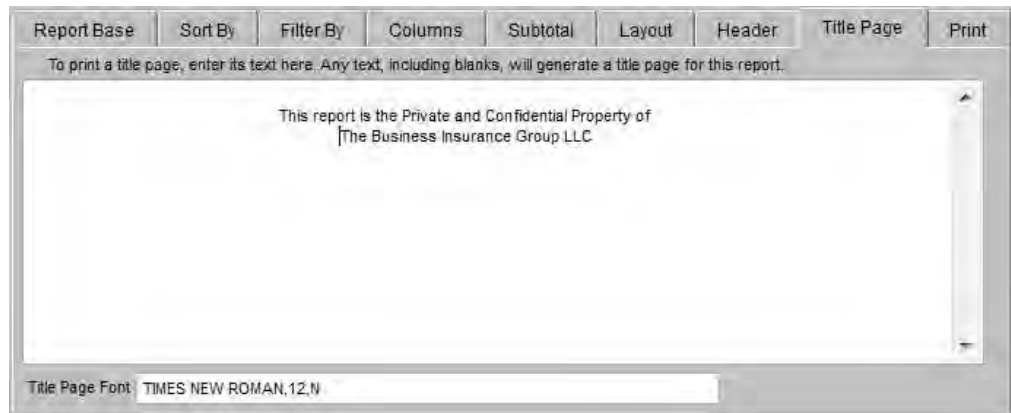 Report Base Sort By Filter By Columns Subtotal Layout Header Title Page Print
To print a title page, enter its text here. Any text, including blanks, will generate a title page for this report.
This report is the Private and Confidential Property of
The Business Insurance Group LLC
Title Page Font TIMES NEW ROMAN,12,N